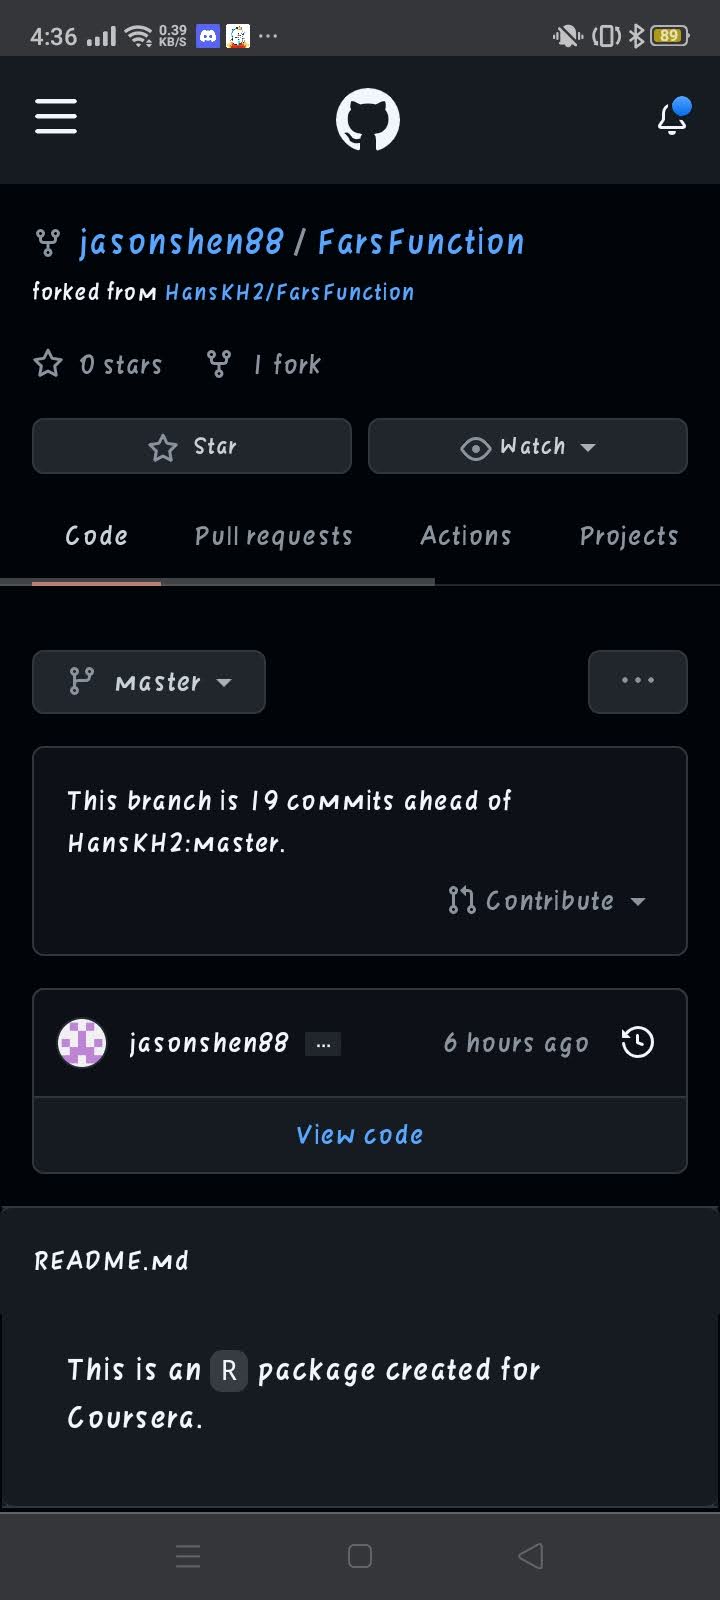 4:36 0.39 KB/S ... 89
jasonshen88 / FarsFunction
forked from HansKH2/FarsFunction
0 stars 1 fork
Star Watch
Code Pull requests Actions Projects
master ...
This branch is 19 commits ahead of
HansKH2:master.
Contribute
jasonshen88 ... 6 hours ago
View code
README.md
This is an R package created for
Coursera.